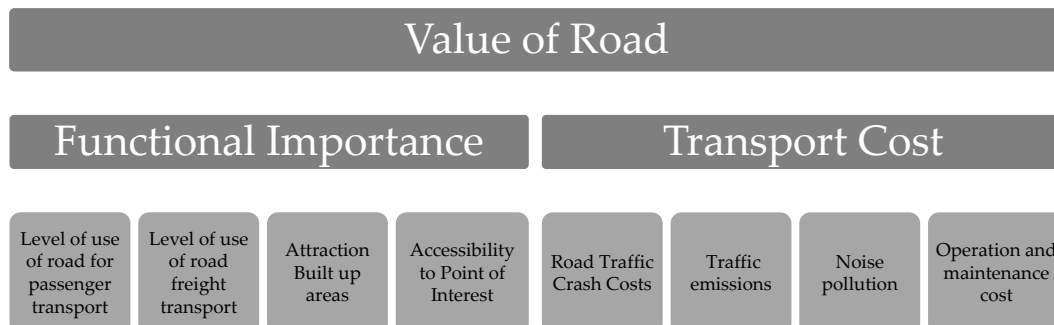 Value of Road
Functional Importance
Transport Cost
Level of use
of road for
passenger
transport
Level of use
of road
freight
transport
Attraction
Built up
areas
Accessibility
to Point of
Interest
Road Traffic
Crash Costs
Traffic
emissions
Noise
pollution
Operation and
maintenance
cost